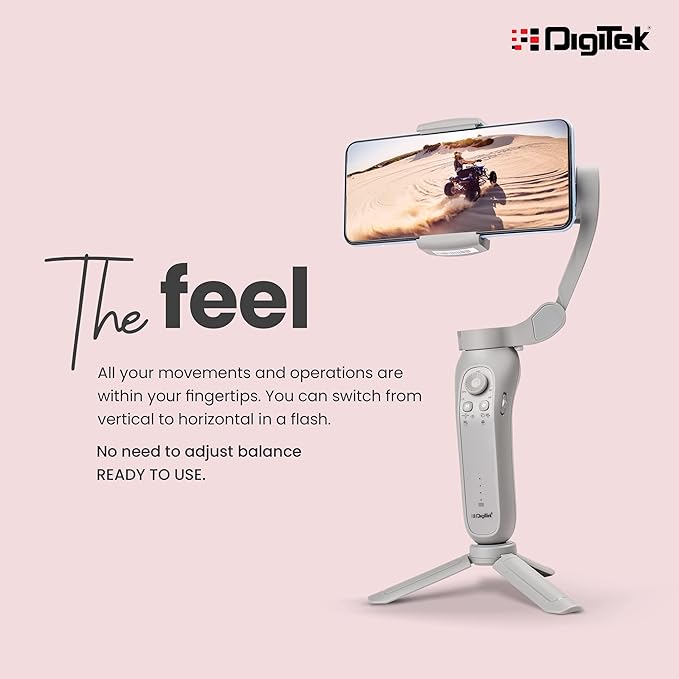 DigiTek
The feel
All your movements and operations are
within your fingertips. You can switch from
vertical to horizontal in a flash.
No need to adjust balance
READY TO USE.
DigiTek